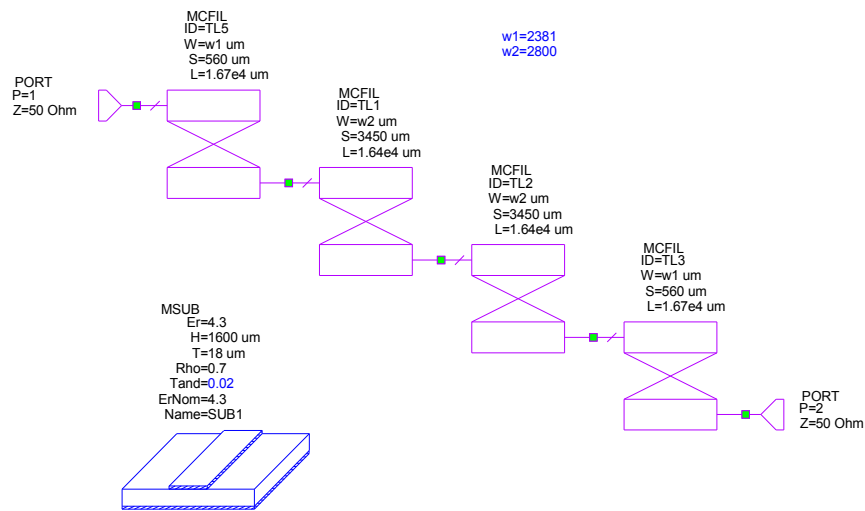 MCFIL
ID=TL5
W=w1 um
S=560 um
L=1.67e4 um
w1=2381
w2=2800
PORT
P=1
Z=50 Ohm
MCFIL
ID=TL1
W=w2 um
S=3450 um
L=1.64e4 um
MCFIL
ID=TL2
W=w2 um
S=3450 um
L=1.64e4 um
MCFIL
ID=TL3
W=w1 um
S=560 um
L=1.67e4 um
MSUB
Er=4.3
H=1600 um
T=18 um
Rho=0.7
Tand=0.02
ErNom=4.3
Name=SUB1
PORT
P=2
Z=50 Ohm